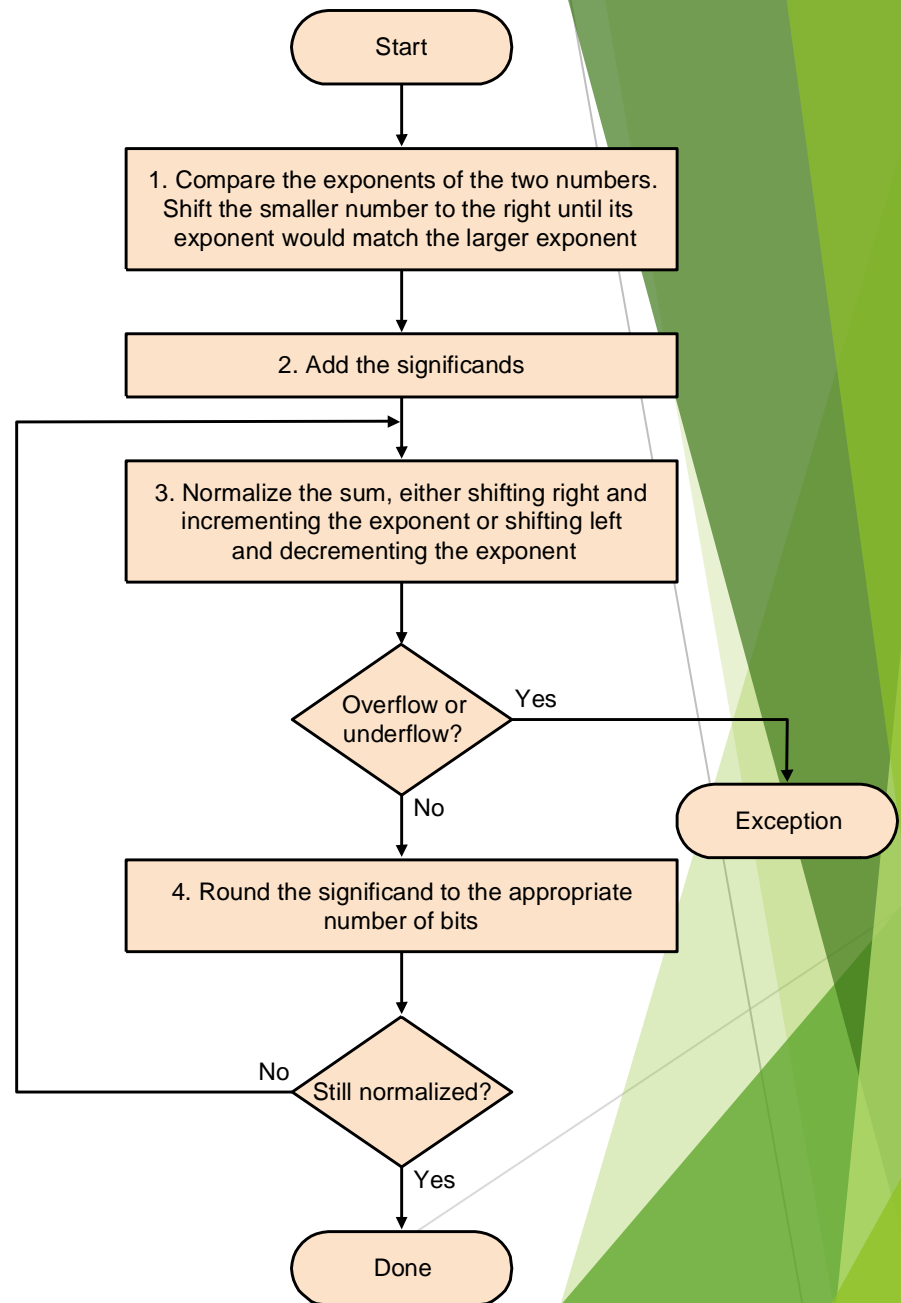 Start
1. Compare the exponents of the two numbers.
Shift the smaller number to the right until its
exponent would match the larger exponent
2. Add the significands
3. Normalize the sum, either shifting right and
incrementing the exponent or shifting left
and decrementing the exponent
Overflow or
underflow?
Yes
No
Exception
4. Round the significand to the appropriate
number of bits
No
Still normalized?
Yes
Done